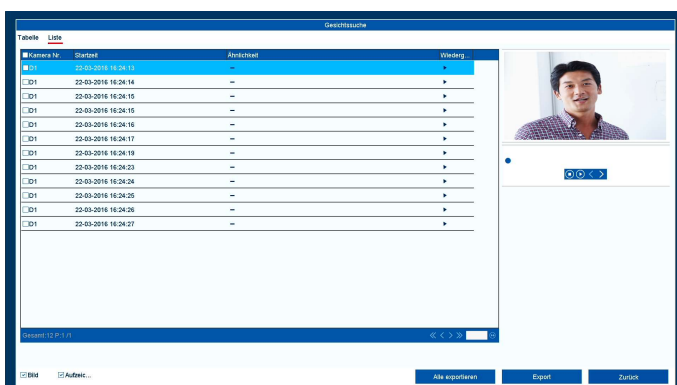 Gesichtssuche
Tabelle Liste
Kamera Nr. Startzeit Ähnlichkeit Wiederg...
D1 22-03-2016 16:24:13 –
D1 22-03-2016 16:24:14 –
D1 22-03-2016 16:24:15 –
D1 22-03-2016 16:24:15 –
D1 22-03-2016 16:24:16 –
D1 22-03-2016 16:24:17 –
D1 22-03-2016 16:24:19 –
D1 22-03-2016 16:24:23 –
D1 22-03-2016 16:24:24 –
D1 22-03-2016 16:24:25 –
D1 22-03-2016 16:24:26 –
D1 22-03-2016 16:24:27 –
Gesamt:12 P:1 /1
Bild Aufzeic... Alle exportieren Export Zurück